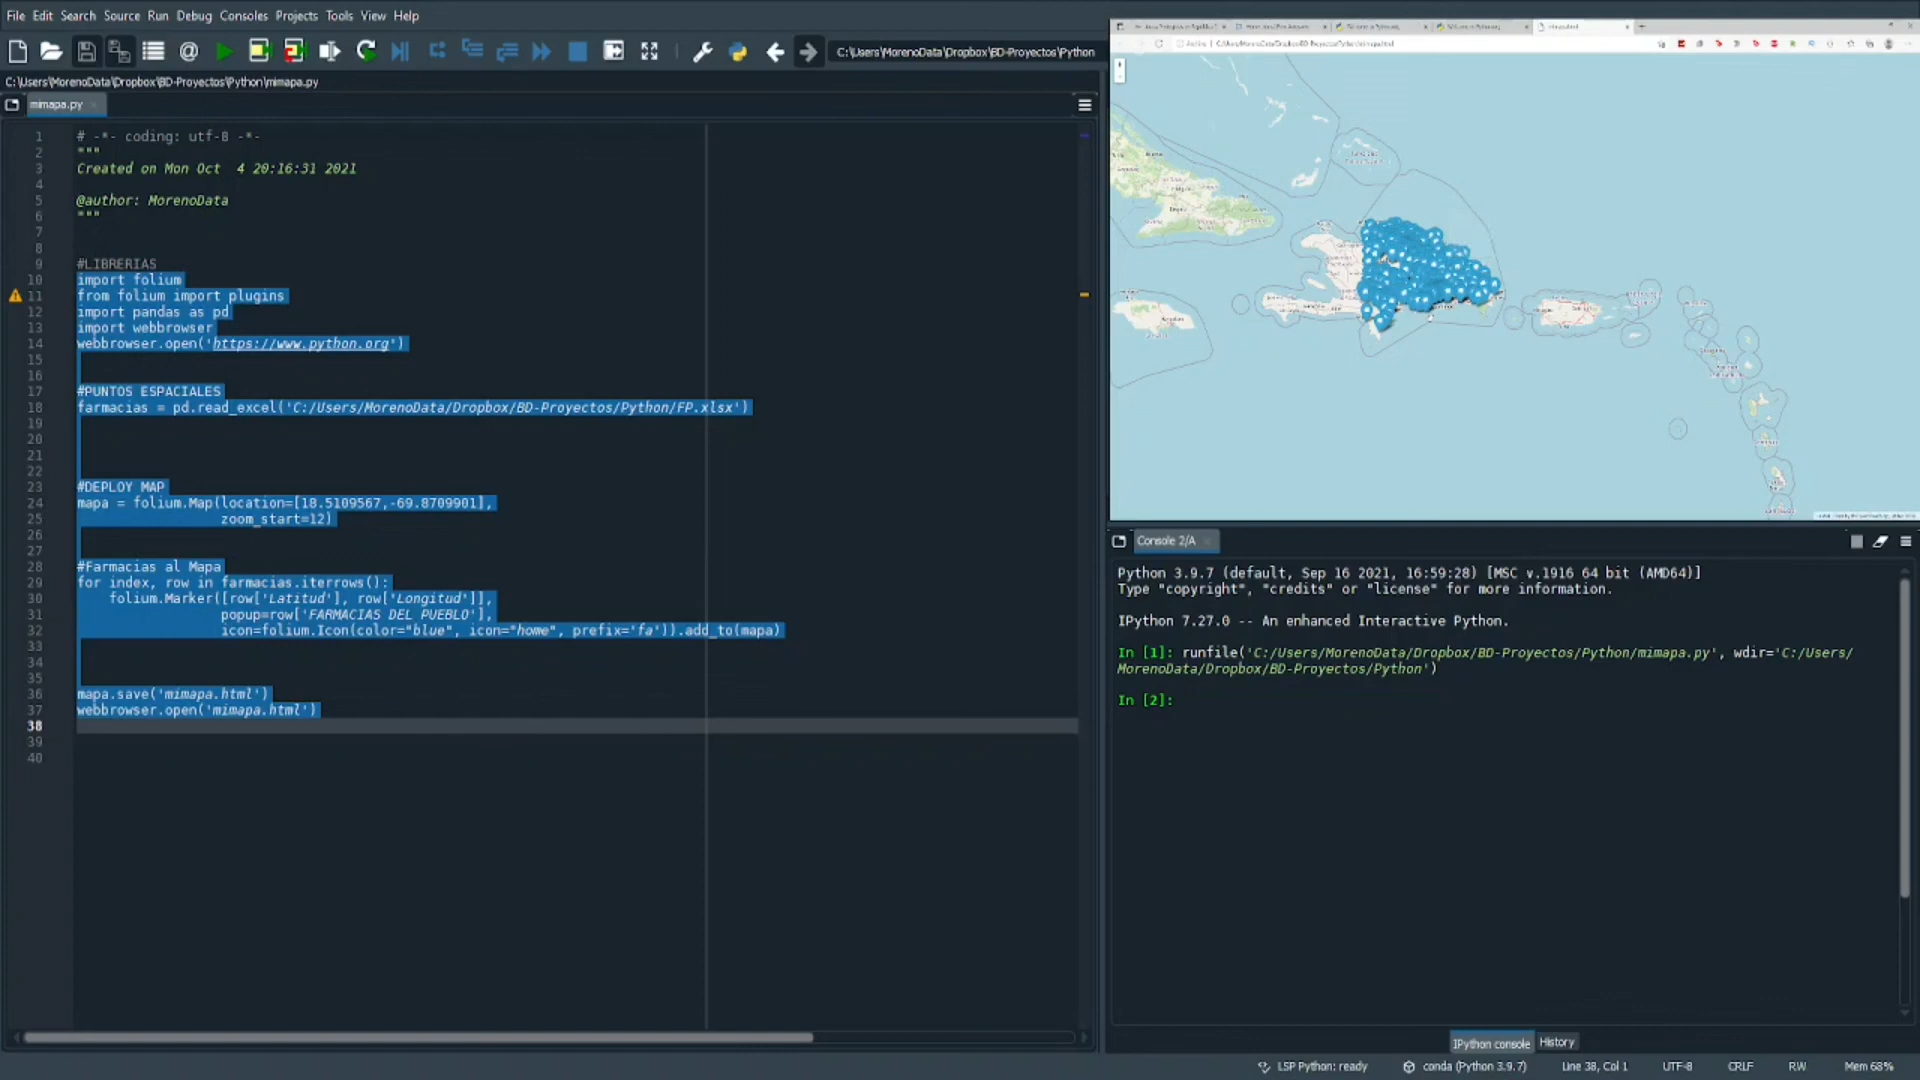 File Edit Search Source Run Debug Consoles Projects Tools View Help
C:\Users\MorenoData\Dropbox\BD-Proyectos\Python
C:\Users\MorenoData\Dropbox\BD-Proyectos\Python\mimapa.py
mimapa.py
1 # -*- coding: utf-8 -*-
2 """
3 Created on Mon Oct  4 20:16:31 2021
4
5 @author: MorenoData
6 """
7
8
9 #LIBRERIAS
10 import folium
11 from folium import plugins
12 import pandas as pd
13 import webbrowser
14 webbrowser.open('https://www.python.org')
15
16
17 #PUNTOS ESPACIALES
18 farmacias = pd.read_excel('C:/Users/MorenoData/Dropbox/BD-Proyectos/Python/FP.xlsx')
19
20
21
22
23 #DEPLOY MAP
24 mapa = folium.Map(location=[18.5109567,-69.8709901],
25 zoom_start=12)
26
27
28 #Farmacias al Mapa
29 for index, row in farmacias.iterrows():
30 folium.Marker([row['Latitud'], row['Longitud']],
31 popup=row['FARMACIAS DEL PUEBLO'],
32 icon=folium.Icon(color="blue", icon="home", prefix='fa')).add_to(mapa)
33
34
35
36 mapa.save('mimapa.html')
37 webbrowser.open('mimapa.html')
38
39
40
Console 2/A
Python 3.9.7 (default, Sep 16 2021, 16:59:28) [MSC v.1916 64 bit (AMD64)]
Type "copyright", "credits" or "license" for more information.
IPython 7.27.0 -- An enhanced Interactive Python.
In [1]: runfile('C:/Users/MorenoData/Dropbox/BD-Proyectos/Python/mimapa.py', wdir='C:/Users/
MorenoData/Dropbox/BD-Proyectos/Python')
In [2]:
IPython console History
LSP Python: ready conda (Python 3.9.7) Line 38, Col 1 UTF-8 CRLF RW Mem 68%